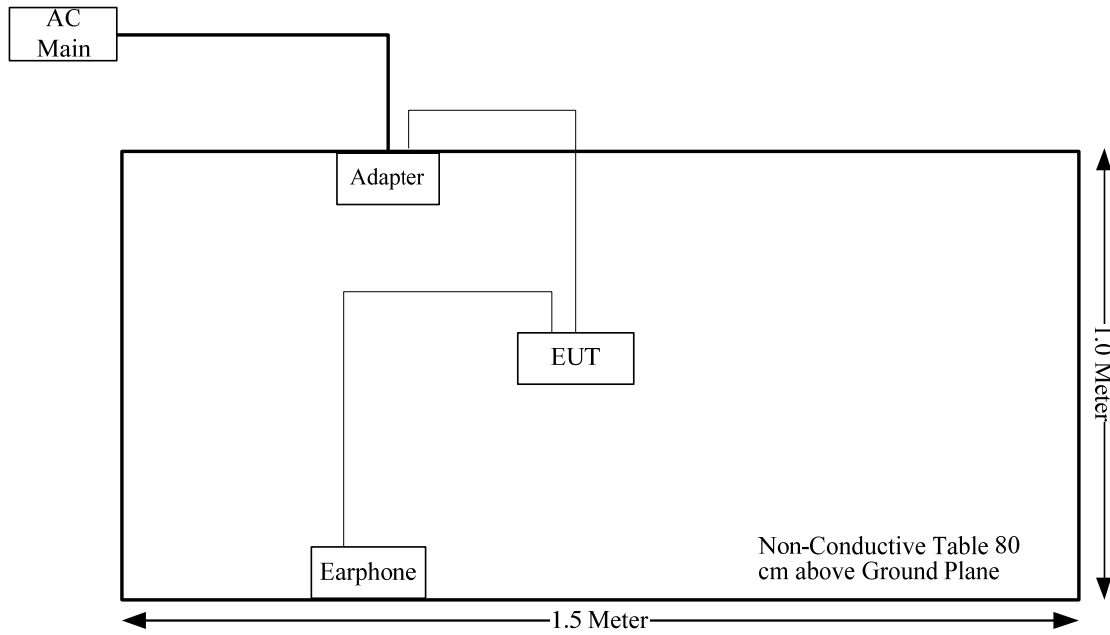 AC
Main
Adapter
EUT
1.0 Meter
Non-Conductive Table 80
cm above Ground Plane
Earphone
1.5 Meter